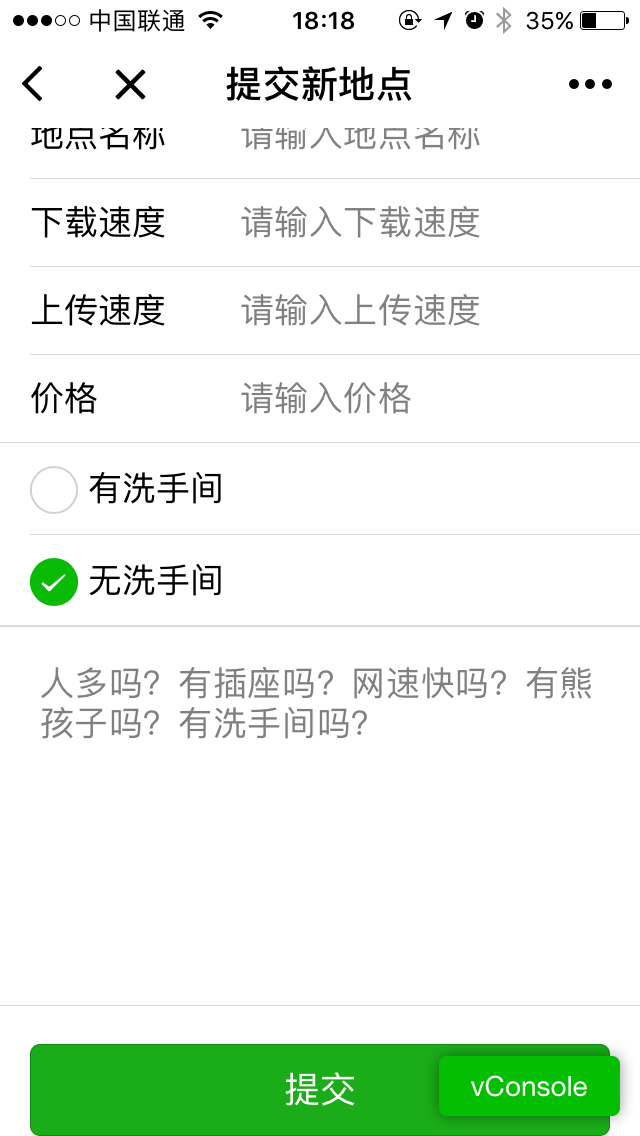 中国联通 18:18 35%
提交新地点
地点名称 请输入地点名称
下载速度 请输入下载速度
上传速度 请输入上传速度
价格 请输入价格
有洗手间
无洗手间
人多吗？有插座吗？网速快吗？有熊
孩子吗？有洗手间吗？
提交 vConsole